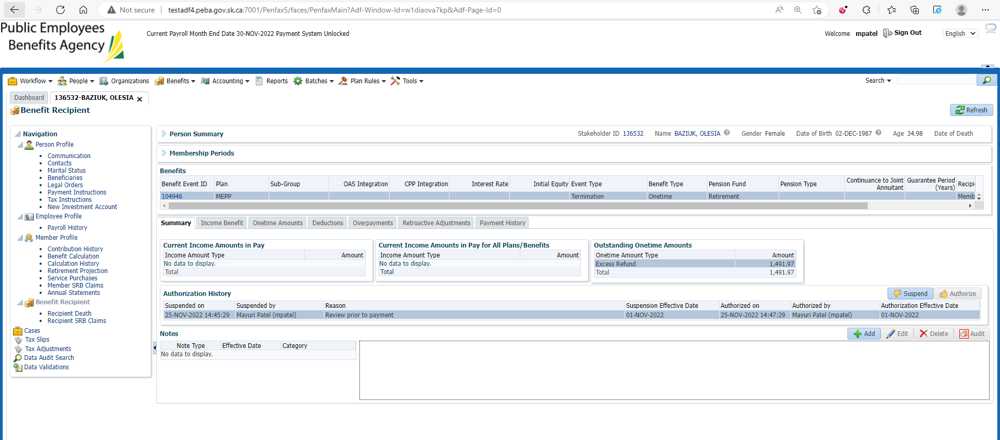 Not secure
testadf4.peba.gov.sk.ca:7001/Penfax5/faces/PenfaxMain?Adf-Window-Id=w1diaova7kp&Adf-Page-Id=0
Public Employees
Benefits Agency
Current Payroll Month End Date 30-NOV-2022 Payment System Unlocked
Welcome mpatel Sign Out English
Workflow People Organizations Benefits Accounting Reports Batches Plan Rules Tools Search
Dashboard 136532-BAZIUK, OLESIA
Benefit Recipient
Refresh
Navigation
Person Profile
Communication
Contacts
Marital Status
Beneficiaries
Legal Orders
Payment Instructions
Tax Instructions
New Investment Account
Employee Profile
Payroll History
Member Profile
Contribution History
Benefit Calculation
Calculation History
Retirement Projection
Service Purchases
Member SRB Claims
Annual Statements
Benefit Recipient
Recipient Death
Recipient SRB Claims
Cases
Tax Slips
Tax Adjustments
Data Audit Search
Data Validations
Person Summary Stakeholder ID 136532 Name BAZIUK, OLESIA Gender Female Date of Birth 02-DEC-1987 Age 34.98 Date of Death
Membership Periods
Benefits
Benefit Event ID Plan Sub-Group OAS Integration CPP Integration Interest Rate Initial Equity Event Type Benefit Type Pension Fund Pension Type Continuance to Joint Annuitant Guarantee Period (Years) Recipi
104946 MEPP Termination Onetime Retirement Memb
Summary Income Benefit Onetime Amounts Deductions Overpayments Retroactive Adjustments Payment History
Current Income Amounts in Pay
Income Amount Type Amount
No data to display.
Total
Current Income Amounts in Pay for All Plans/Benefits
Income Amount Type Amount
No data to display.
Total
Outstanding Onetime Amounts
Onetime Amount Type Amount
Excess Refund 1,491.97
Total 1,491.97
Authorization History
Suspend Authorize
Suspended on Suspended by Reason Suspension Effective Date Authorized on Authorized by Authorization Effective Date
25-NOV-2022 14:45:29 Mayuri Patel (mpatel) Review prior to payment 01-NOV-2022 25-NOV-2022 14:47:29 Mayuri Patel (mpatel) 01-NOV-2022
Notes
Add Edit Delete Audit
Note Type Effective Date Category
No data to display.